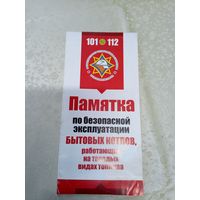 101 112
Памятка
по безопасной
эксплуатации
БЫТОВЫХ КОТЛОВ,
работающих
на твердых
видах топлива